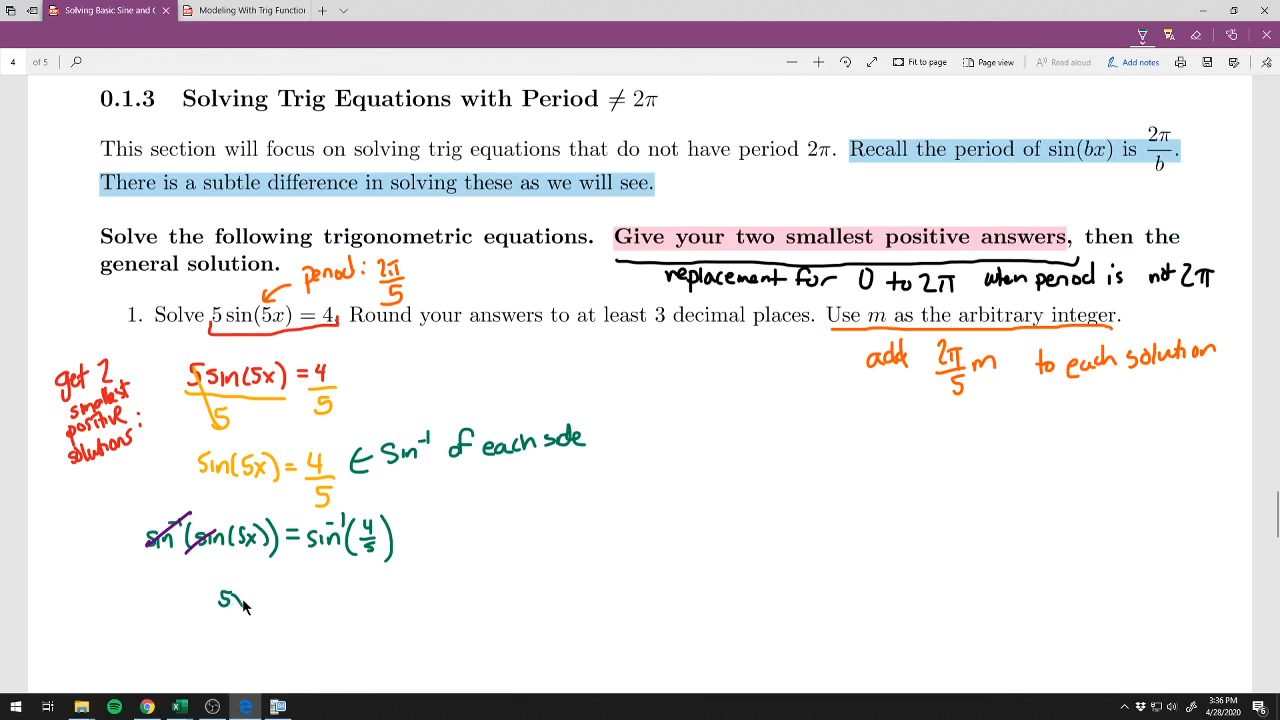 Solving Basic Sine and C
Modeling With Trig Function
4 of 5
Fit to page
Page view
Read aloud
Add notes
0.1.3 Solving Trig Equations with Period ≠ 2π
This section will focus on solving trig equations that do not have period 2π. Recall the period of sin(bx) is 2π/b.
There is a subtle difference in solving these as we will see.
Solve the following trigonometric equations. Give your two smallest positive answers, then the
general solution.
period: 2π/5
replacement for 0 to 2π when period is not 2π
1. Solve 5 sin(5x) = 4. Round your answers to at least 3 decimal places. Use m as the arbitrary integer.
add 2π/5 m to each solution
get 2
smallest
positive
solutions:
5sin(5x) = 4
5 5
sin(5x) = 4/5 ← sin⁻¹ of each side
sin⁻¹(sin(5x)) = sin⁻¹(4/5)
5x
3:36 PM
4/28/2020
6